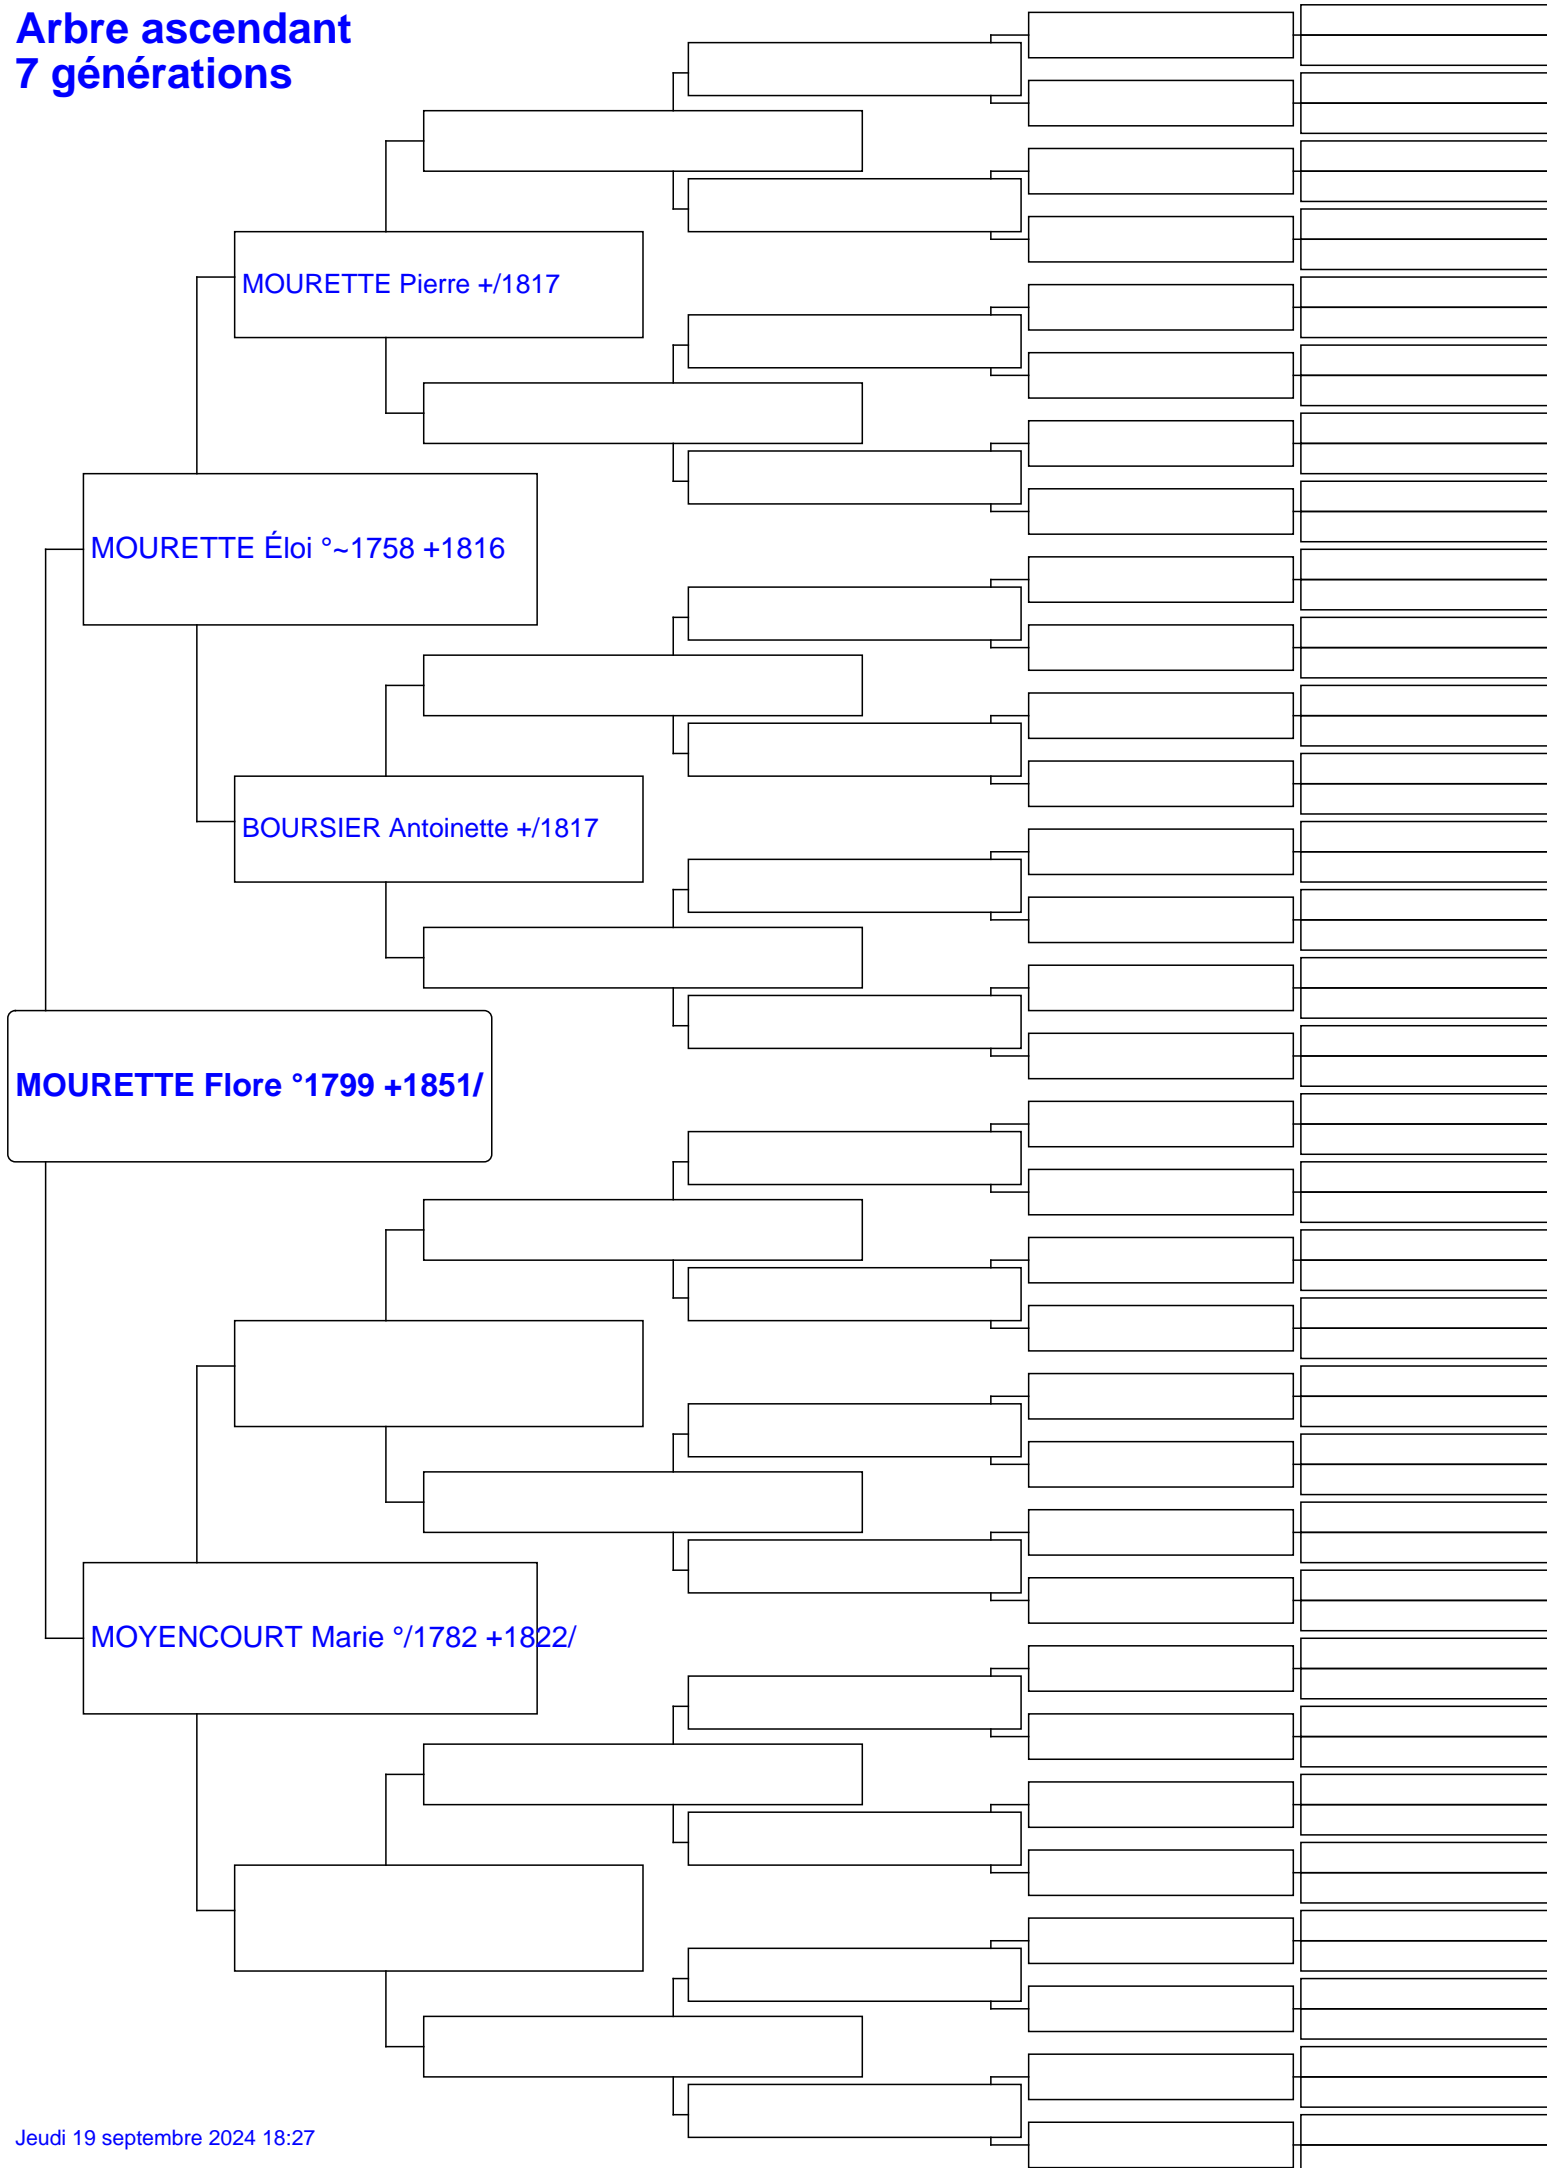 Arbre ascendant
7 générations
MOURETTE Pierre +/1817
MOURETTE Éloi °~1758 +1816
BOURSIER Antoinette +/1817
MOURETTE Flore °1799 +1851/
MOYENCOURT Marie °/1782 +1822/
Jeudi 19 septembre 2024 18:27